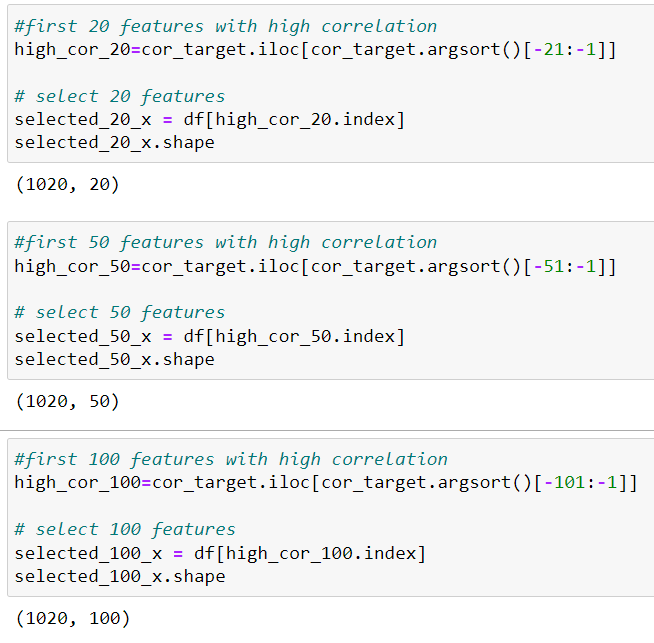 #first 20 features with high correlation
high_cor_20=cor_target.iloc[cor_target.argsort()[-21:-1]]
# select 20 features
selected_20_x = df[high_cor_20.index]
selected_20_x.shape
(1020, 20)
#first 50 features with high correlation
high_cor_50=cor_target.iloc[cor_target.argsort()[-51:-1]]
# select 50 features
selected_50_x = df[high_cor_50.index]
selected_50_x.shape
(1020, 50)
#first 100 features with high correlation
high_cor_100=cor_target.iloc[cor_target.argsort()[-101:-1]]
# select 100 features
selected_100_x = df[high_cor_100.index]
selected_100_x.shape
(1020, 100)